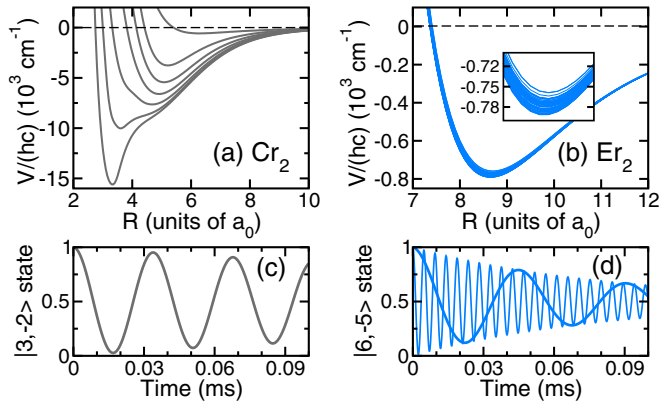 V/(hc) (10³ cm⁻¹)
0
-5
-10
-15
(a) Cr₂
2 4 6 8 10
R (units of a₀)
V/(hc) (10³ cm⁻¹)
0
-0.2
-0.4
-0.6
-0.8
-0.72
-0.75
-0.78
(b) Er₂
7 8 9 10 11 12
R (units of a₀)
|3,-2> state
1
0.5
0
(c)
0 0.03 0.06 0.09
Time (ms)
|6,-5> state
1
0.5
0
(d)
0 0.03 0.06 0.09
Time (ms)